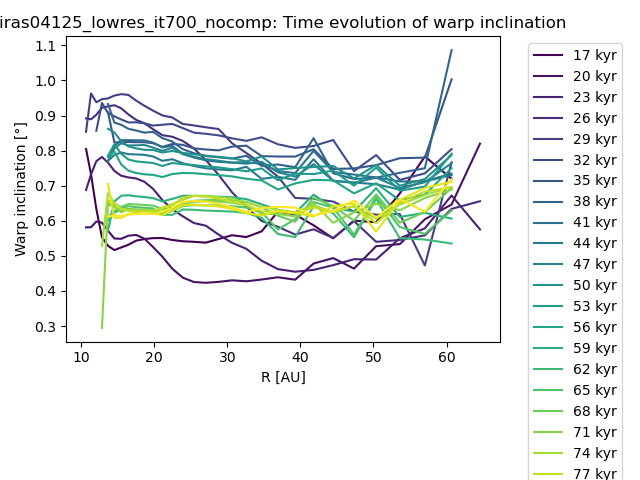 iras04125_lowres_it700_nocomp: Time evolution of warp inclination
1.1
1.0
0.9
0.8
0.7
0.6
0.5
0.4
0.3
Warp inclination [°]
10 20 30 40 50 60
R [AU]
17 kyr
20 kyr
23 kyr
26 kyr
29 kyr
32 kyr
35 kyr
38 kyr
41 kyr
44 kyr
47 kyr
50 kyr
53 kyr
56 kyr
59 kyr
62 kyr
65 kyr
68 kyr
71 kyr
74 kyr
77 kyr